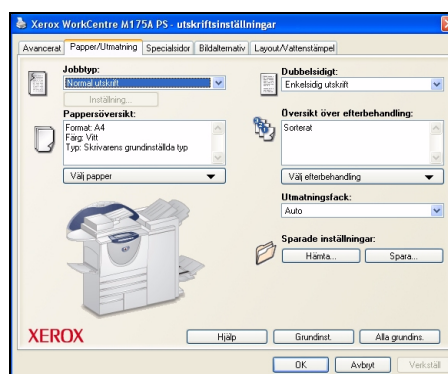 Xerox WorkCentre M175A PS - utskriftsinställningar
Avancerat Papper/Utmatning Specialsidor Bildalternativ Layout/Vattenstämpel
Jobbtyp:
Normal utskrift
Inställning...
Pappersöversikt:
Format: A4
Färg: Vitt
Typ: Skrivarens grundinställda typ
Välj papper
Dubbelsidigt:
Enkelsidig utskrift
Översikt över efterbehandling:
Sorterat
Välj efterbehandling
Utmatningsfack:
Auto
Sparade inställningar:
Hämta... Spara...
XEROX
Hjälp Grundinst. Alla grundins.
OK Avbryt Verkställ